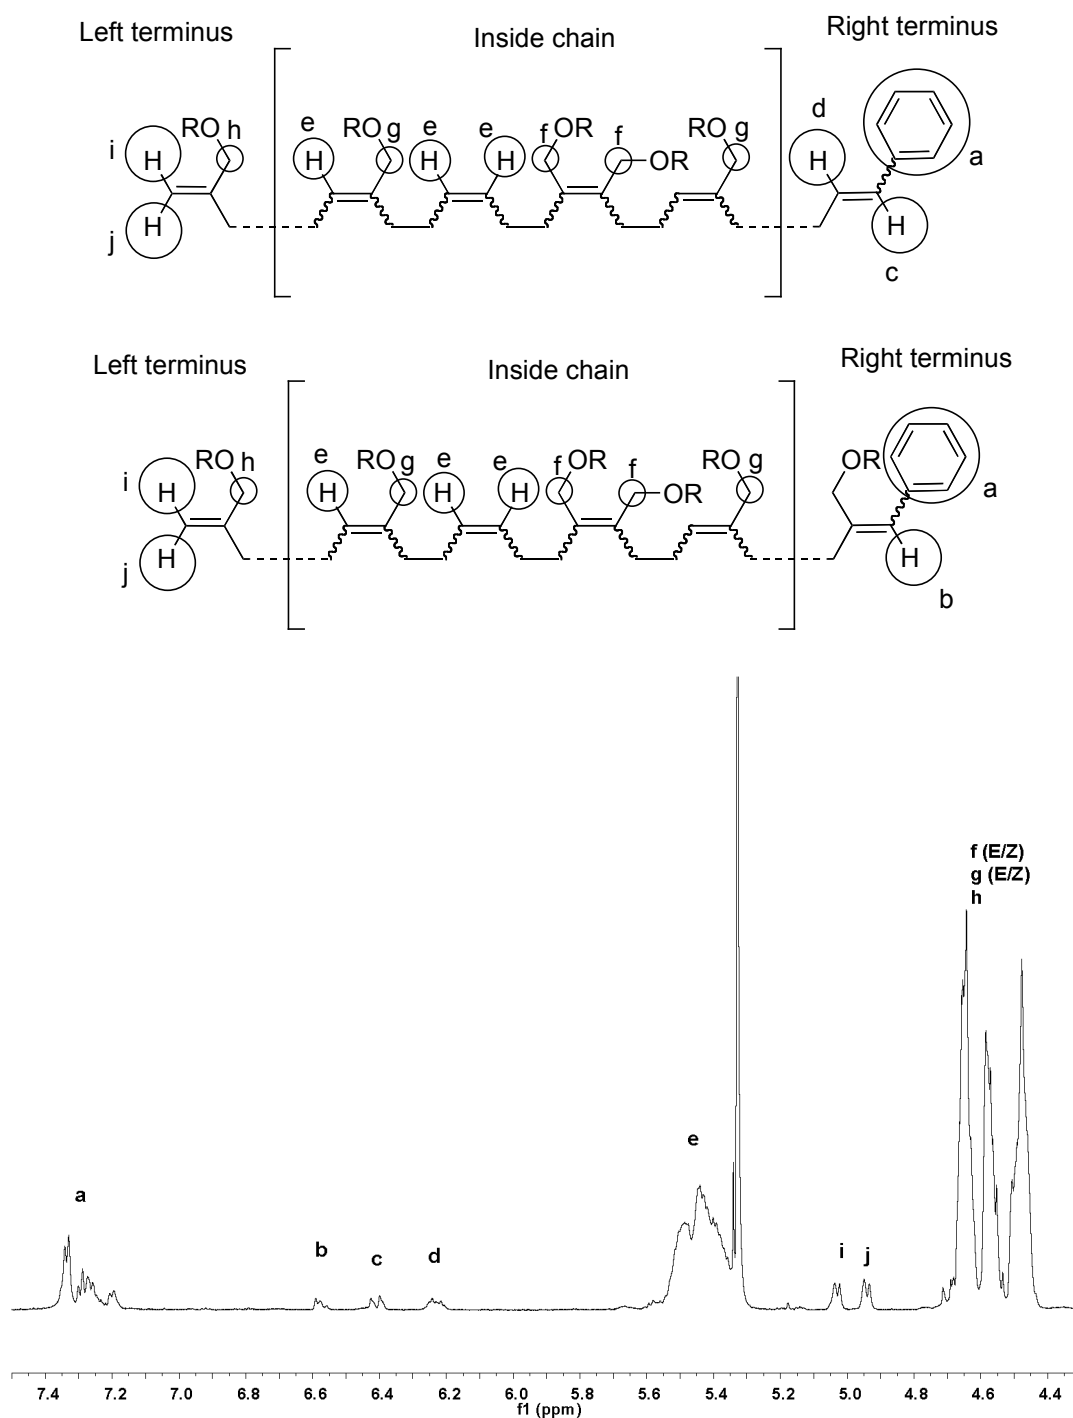 Left terminus
Inside chain
Right terminus
i
H
RO h
e
H
RO g
e
H
e
H
f OR
f
OR
RO g
d
H
a
j
H
H
c
Left terminus
Inside chain
Right terminus
i
H
RO h
e
H
RO g
e
H
e
H
f OR
f
OR
RO g
OR
a
j
H
H
b
f (E/Z)
g (E/Z)
h
e
a
b
c
d
i
j
7.4 7.2 7.0 6.8 6.6 6.4 6.2 6.0 5.8 5.6 5.4 5.2 5.0 4.8 4.6 4.4
f1 (ppm)